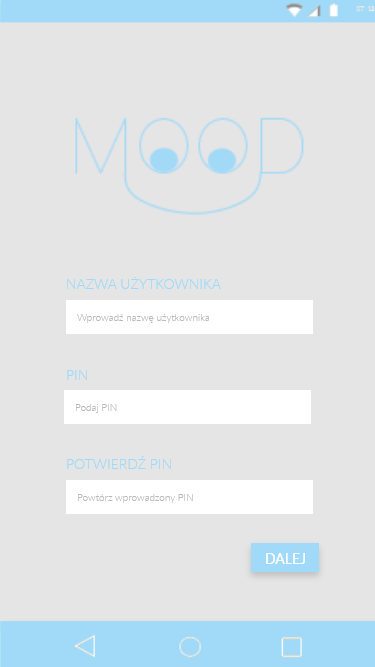 MOOD
NAZWA UŻYTKOWNIKA
Wprowadź nazwę użytkownika
PIN
Podaj PIN
POTWIERDŹ PIN
Powtórz wprowadzony PIN
DALEJ